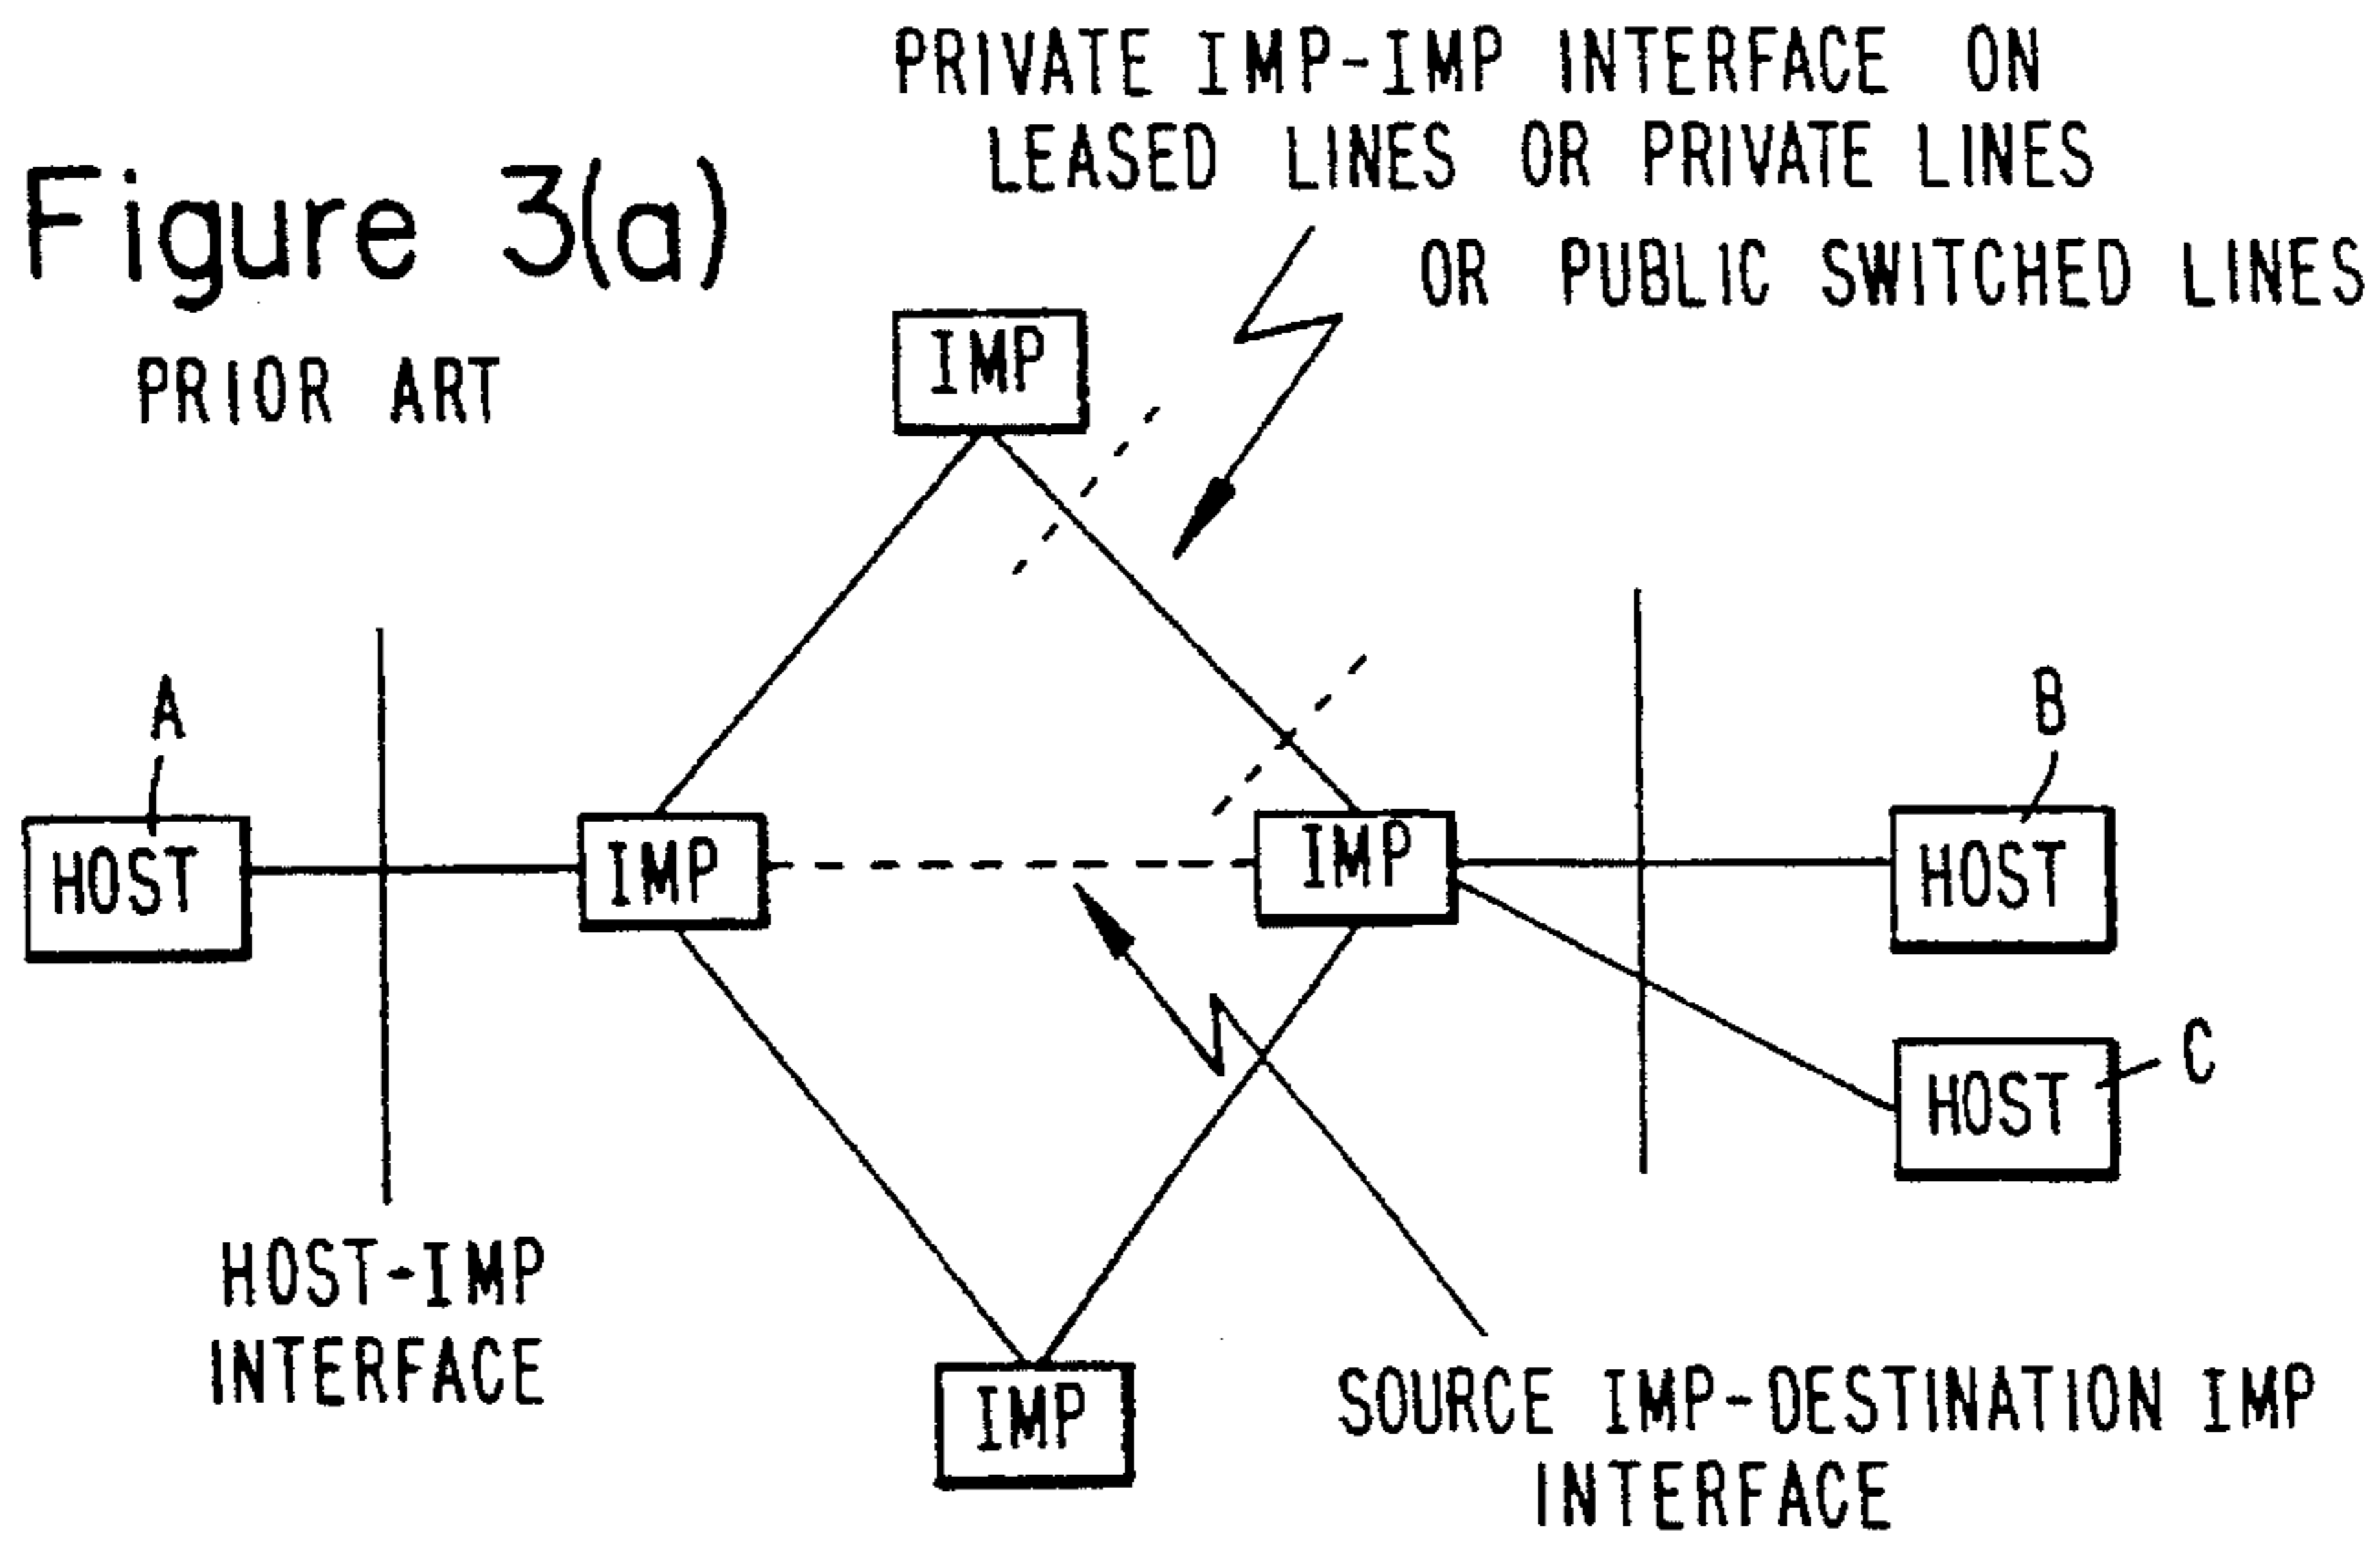 PRIVATE IMP-IMP INTERFACE ON
LEASED LINES OR PRIVATE LINES
OR PUBLIC SWITCHED LINES
Figure 3(a)
PRIOR ART
IMP
A
B
HOST
IMP
IMP
HOST
HOST
C
HOST-IMP
INTERFACE
IMP
SOURCE IMP-DESTINATION IMP
INTERFACE